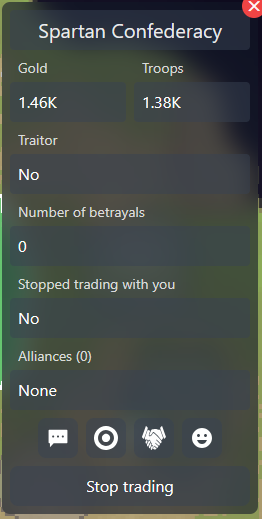 Spartan Confederacy
Gold Troops
1.46K 1.38K
Traitor
No
Number of betrayals
0
Stopped trading with you
No
Alliances (0)
None
Stop trading